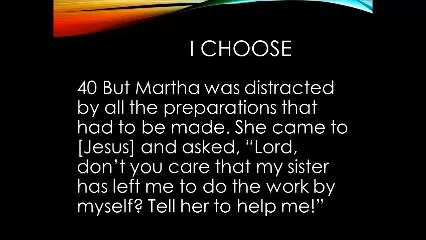 I CHOOSE
40 But Martha was distracted
by all the preparations that
had to be made. She came to
[Jesus] and asked, “Lord,
don’t you care that my sister
has left me to do the work by
myself? Tell her to help me!”